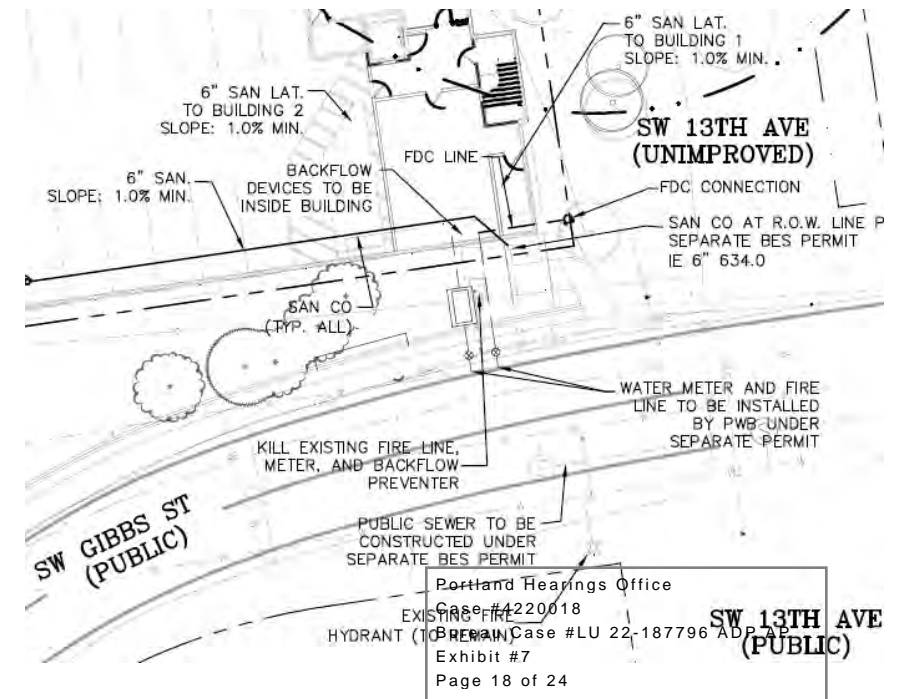 6" SAN LAT.
TO BUILDING 1
SLOPE: 1.0% MIN.
6" SAN LAT.
TO BUILDING 2
SLOPE: 1.0% MIN.
SW 13TH AVE
(UNIMPROVED)
FDC LINE
BACKFLOW
DEVICES TO BE
INSIDE BUILDING
6" SAN.
SLOPE: 1.0% MIN.
FDC CONNECTION
SAN CO AT R.O.W. LINE P
SEPARATE BES PERMIT
IE 6" 634.0
SAN CO
(TYP. ALL)
WATER METER AND FIRE
LINE TO BE INSTALLED
BY PWB UNDER
SEPARATE PERMIT
KILL EXISTING FIRE LINE,
METER, AND BACKFLOW
PREVENTER
SW GIBBS ST
(PUBLIC)
PUBLIC SEWER TO BE
CONSTRUCTED UNDER
SEPARATE BES PERMIT
EXISTING FIRE
HYDRANT (TO REMAIN)
SW 13TH AVE
(PUBLIC)
Portland Hearings Office
Case #4220018
Bureau Case #LU 22-187796 ADP AP
Exhibit #7
Page 18 of 24